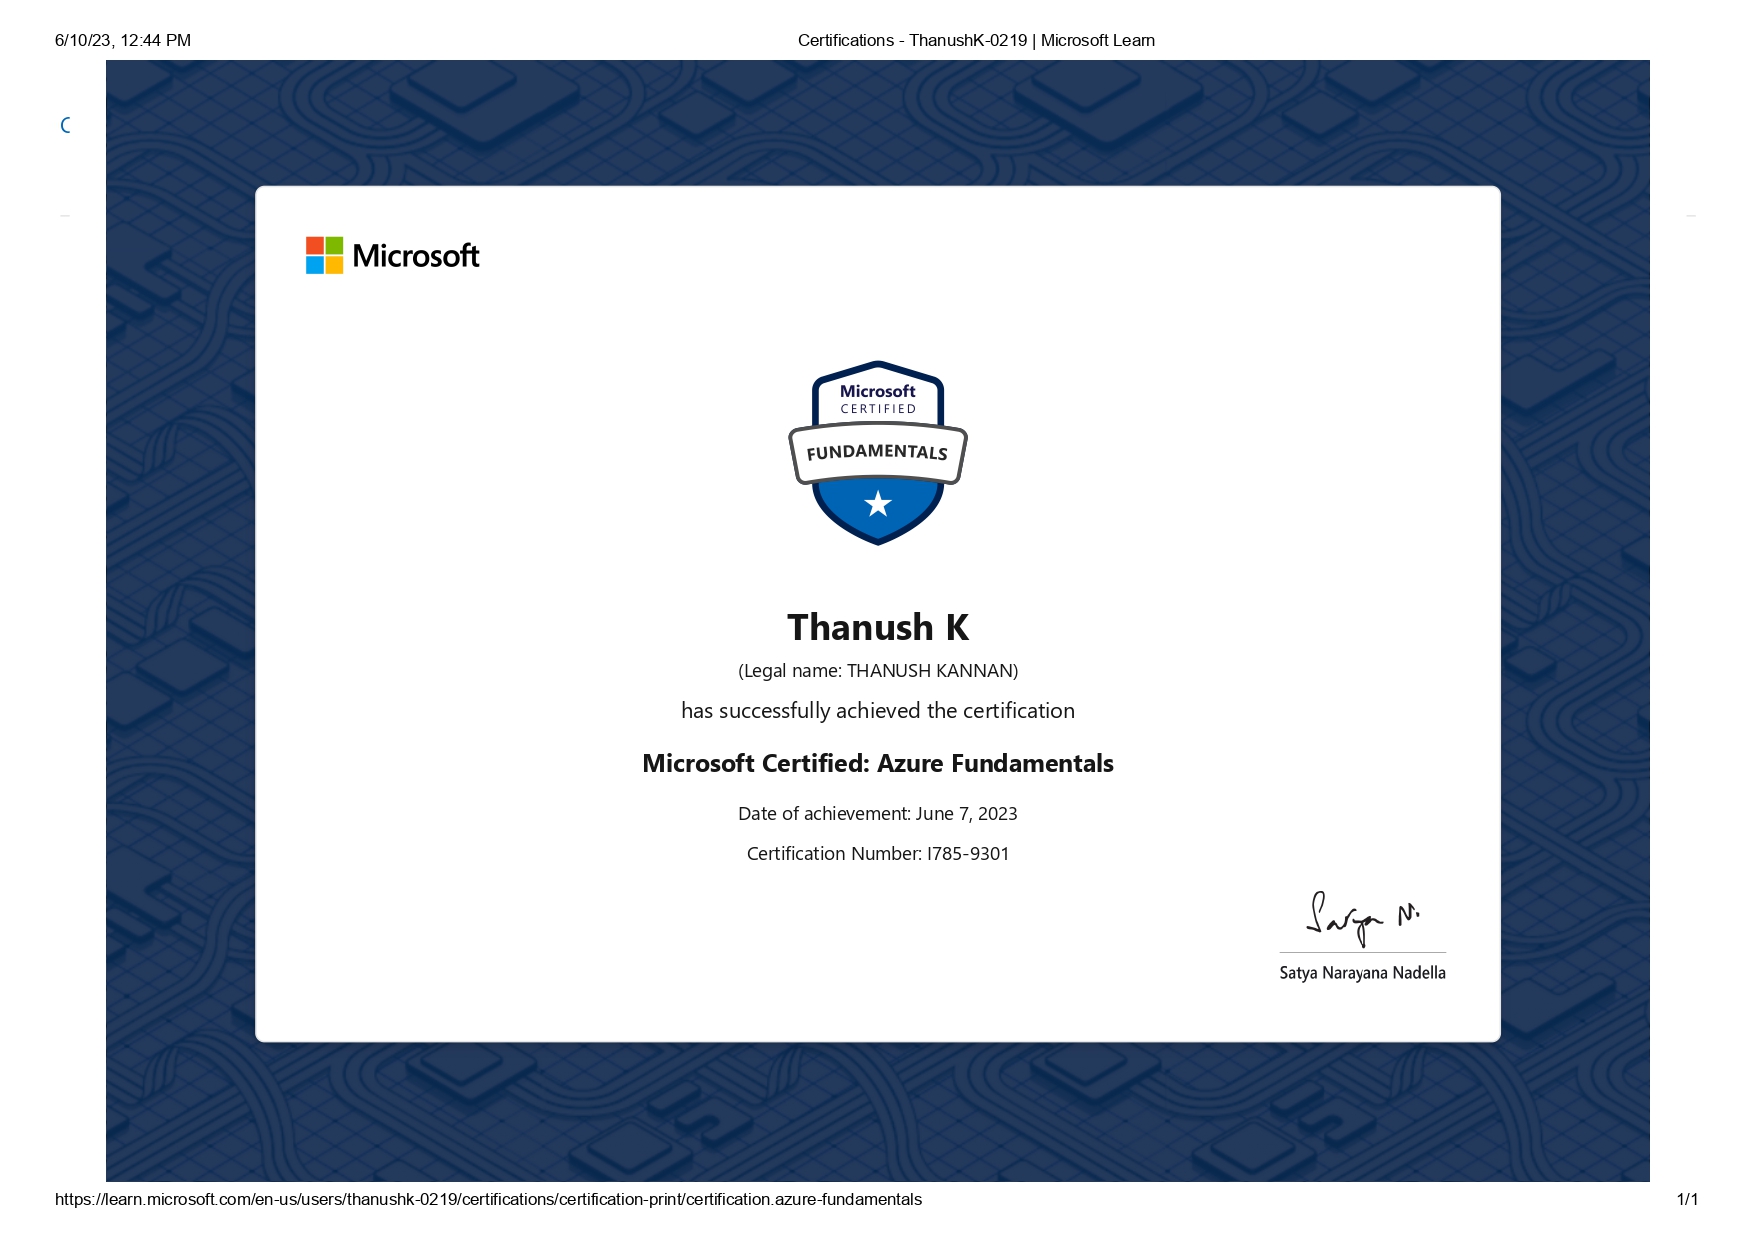 6/10/23, 12:44 PM
Certifications - ThanushK-0219 | Microsoft Learn
C
Microsoft
Microsoft
CERTIFIED
FUNDAMENTALS
Thanush K
(Legal name: THANUSH KANNAN)
has successfully achieved the certification
Microsoft Certified: Azure Fundamentals
Date of achievement: June 7, 2023
Certification Number: I785-9301
Satya N.
Satya Narayana Nadella
https://learn.microsoft.com/en-us/users/thanushk-0219/certifications/certification-print/certification.azure-fundamentals
1/1